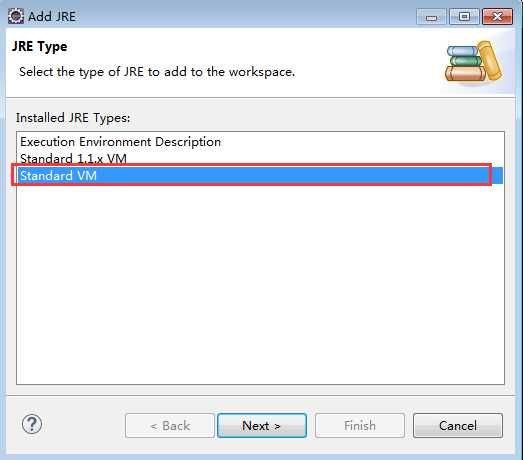 Add JRE
JRE Type
Select the type of JRE to add to the workspace.
Installed JRE Types:
Execution Environment Description
Standard 1.1.x VM
Standard VM
? < Back Next > Finish Cancel